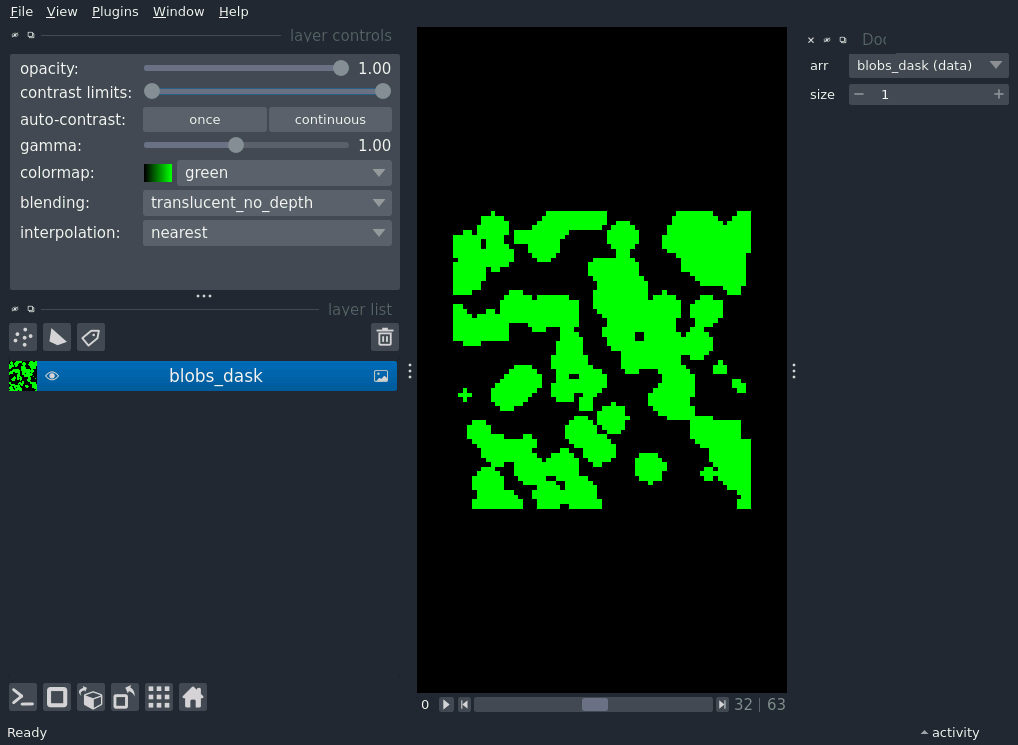 File View Plugins Window Help
layer controls
opacity: 1.00
contrast limits:
auto-contrast: once continuous
gamma: 1.00
colormap: green
blending: translucent_no_depth
interpolation: nearest
layer list
blobs_dask
0 32 | 63
Ready
activity
arr blobs_dask (data)
size 1